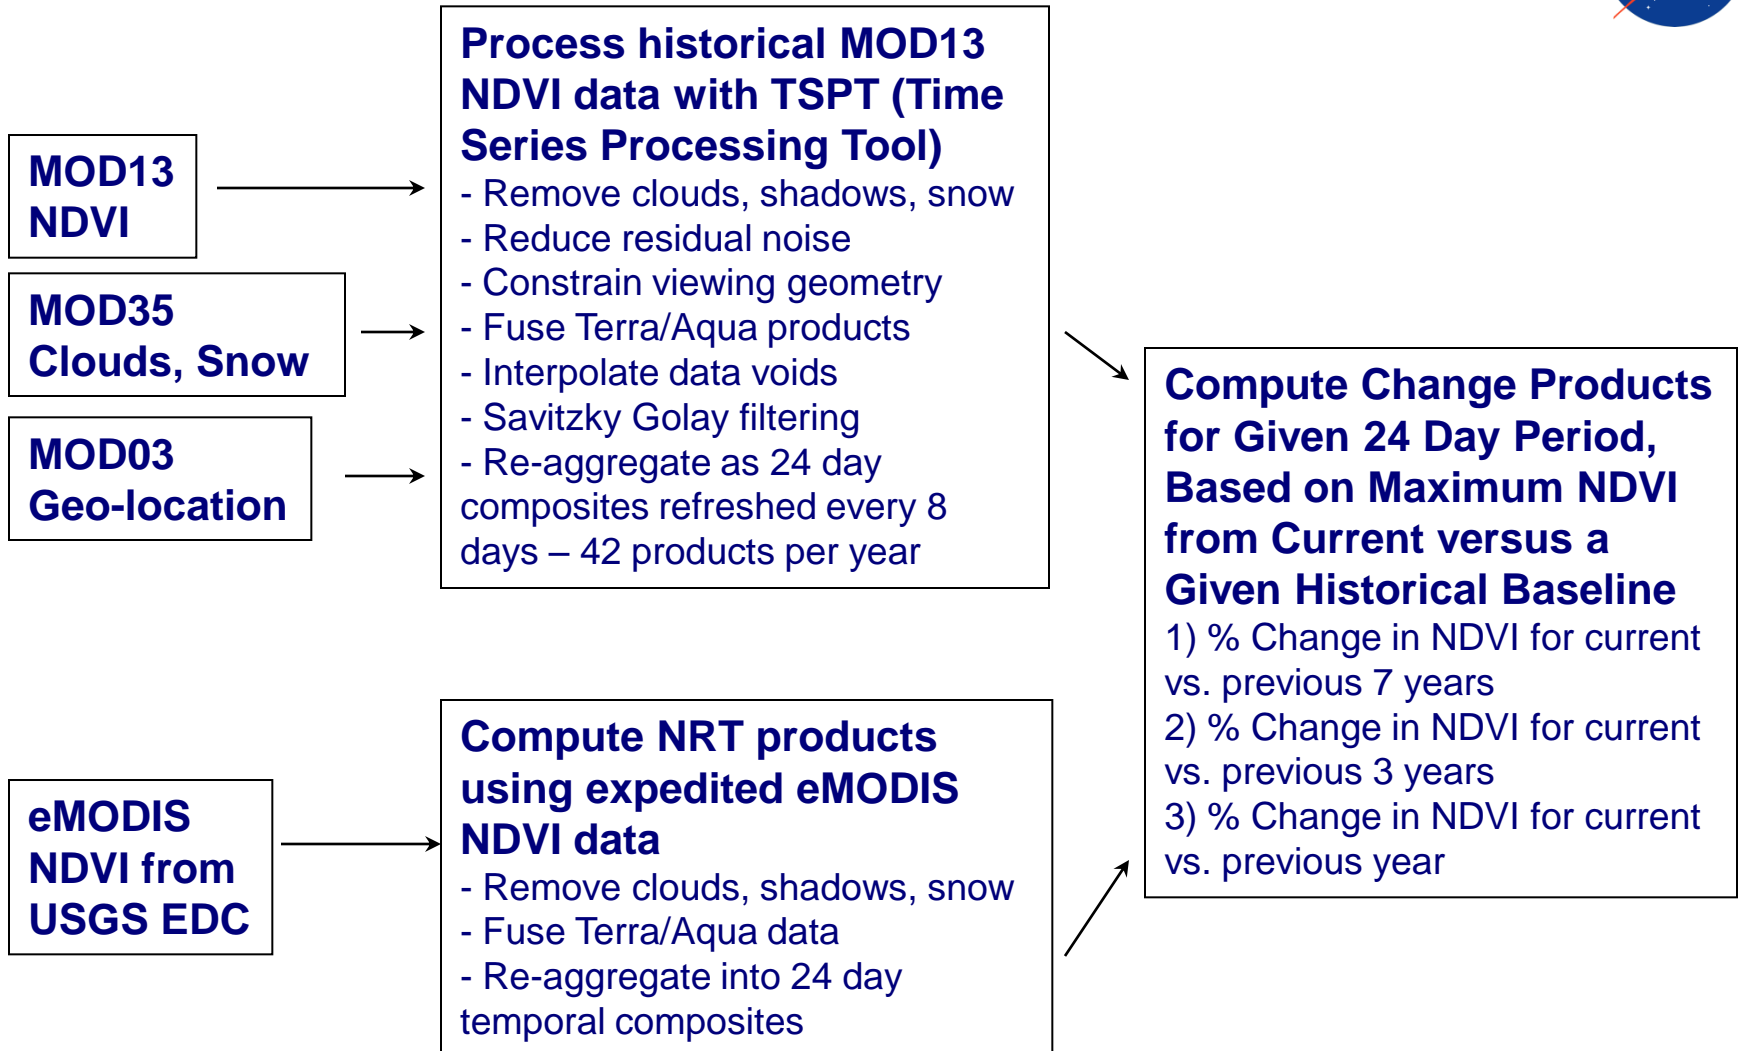 MOD13
NDVI
MOD35
Clouds, Snow
MOD03
Geo-location
Process historical MOD13
NDVI data with TSPT (Time
Series Processing Tool)
- Remove clouds, shadows, snow
- Reduce residual noise
- Constrain viewing geometry
- Fuse Terra/Aqua products
- Interpolate data voids
- Savitzky Golay filtering
- Re-aggregate as 24 day
composites refreshed every 8
days – 42 products per year
eMODIS
NDVI from
USGS EDC
Compute NRT products
using expedited eMODIS
NDVI data
- Remove clouds, shadows, snow
- Fuse Terra/Aqua data
- Re-aggregate into 24 day
temporal composites
Compute Change Products
for Given 24 Day Period,
Based on Maximum NDVI
from Current versus a
Given Historical Baseline
1) % Change in NDVI for current
vs. previous 7 years
2) % Change in NDVI for current
vs. previous 3 years
3) % Change in NDVI for current
vs. previous year